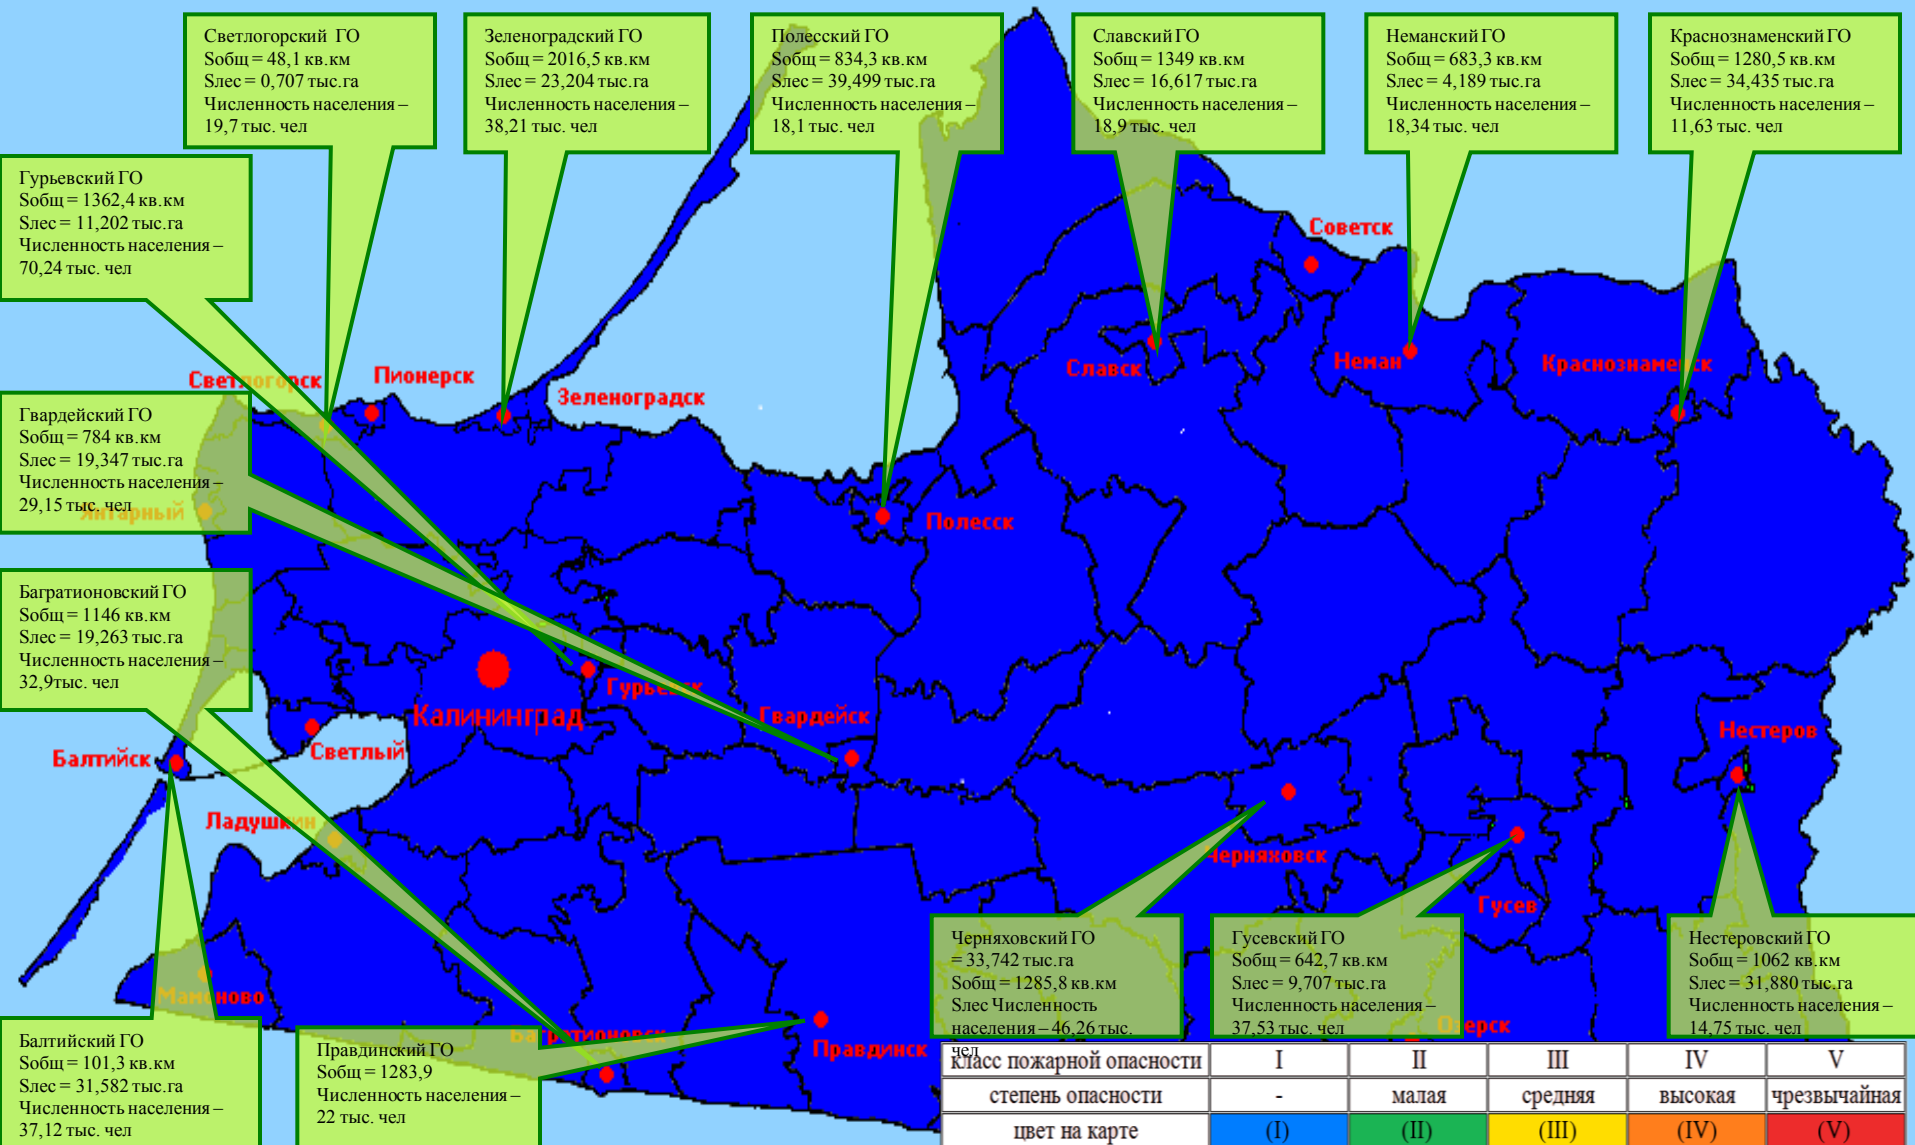 Светлогорский ГО
Sобщ = 48,1 кв.км
Sлес = 0,707 тыс.га
Численность населения –
19,7 тыс. чел
Зеленоградский ГО
Sобщ = 2016,5 кв.км
Sлес = 23,204 тыс.га
Численность населения –
38,21 тыс. чел
Полесский ГО
Sобщ = 834,3 кв.км
Sлес = 39,499 тыс.га
Численность населения –
18,1 тыс. чел
Славский ГО
Sобщ = 1349 кв.км
Sлес = 16,617 тыс.га
Численность населения –
18,9 тыс. чел
Неманский ГО
Sобщ = 683,3 кв.км
Sлес = 4,189 тыс.га
Численность населения –
18,34 тыс. чел
Краснознаменский ГО
Sобщ = 1280,5 кв.км
Sлес = 34,435 тыс.га
Численность населения –
11,63 тыс. чел
Гурьевский ГО
Sобщ = 1362,4 кв.км
Sлес = 11,202 тыс.га
Численность населения –
70,24 тыс. чел
Советск
Светлогорск
Пионерск
Зеленоградск
Славск
Неман
Краснознаменск
Гвардейский ГО
Sобщ = 784 кв.км
Sлес = 19,347 тыс.га
Численность населения –
29,15 тыс. чел
Янтарный
Полесск
Багратионовский ГО
Sобщ = 1146 кв.км
Sлес = 19,263 тыс.га
Численность населения –
32,9тыс. чел
Гурьевск
Калининград
Гвардейск
Нестеров
Балтийск
Светлый
Ладушкин
Черняховск
Гусев
Мамоново
Багратионовск
Правдинск
Озерск
Черняховский ГО
= 33,742 тыс.га
Sобщ = 1285,8 кв.км
Sлес Численность
населения – 46,26 тыс.
чел
Гусевский ГО
Sобщ = 642,7 кв.км
Sлес = 9,707 тыс.га
Численность населения –
37,53 тыс. чел
Нестеровский ГО
Sобщ = 1062 кв.км
Sлес = 31,880 тыс.га
Численность населения –
14,75 тыс. чел
Балтийский ГО
Sобщ = 101,3 кв.км
Sлес = 31,582 тыс.га
Численность населения –
37,12 тыс. чел
Правдинский ГО
Sобщ = 1283,9
Численность населения –
22 тыс. чел
класс пожарной опасности I II III IV V
степень опасности - малая средняя высокая чрезвычайная
цвет на карте (I) (II) (III) (IV) (V)